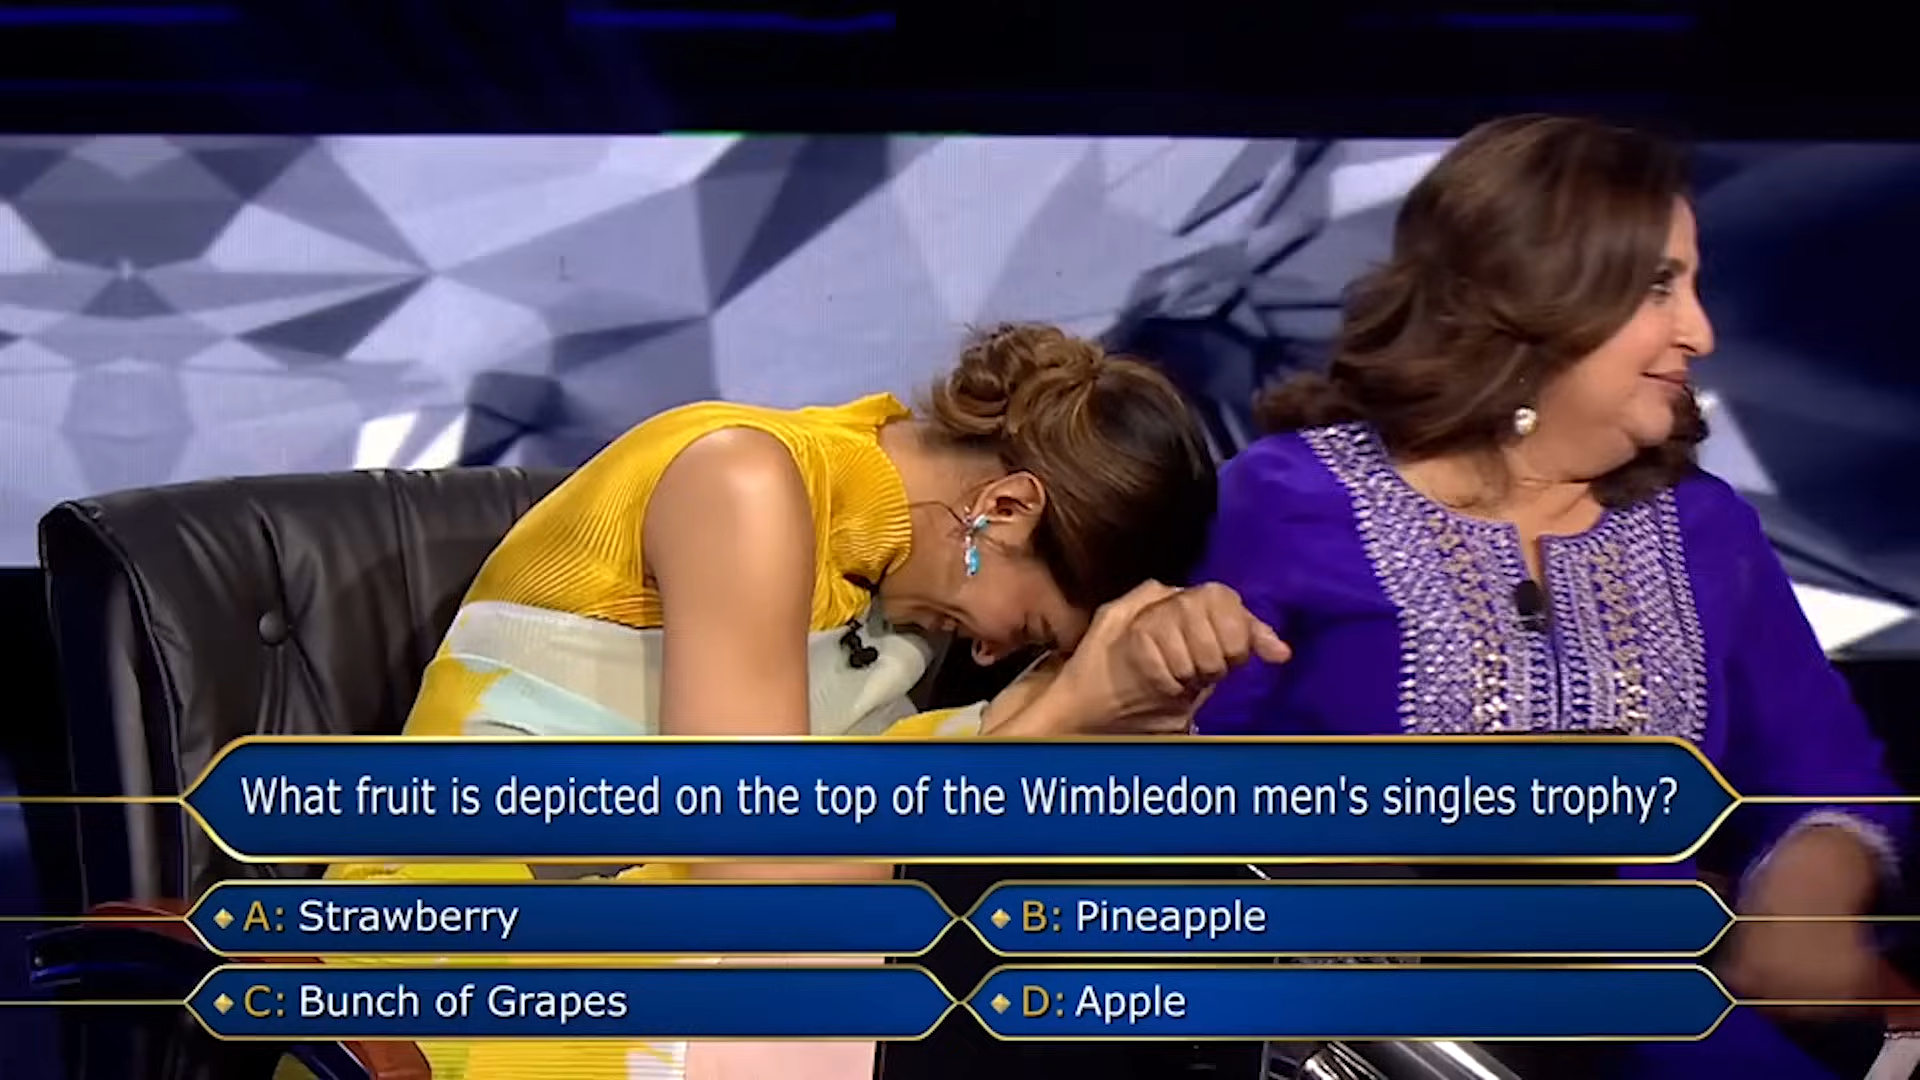 What fruit is depicted on the top of the Wimbledon men's singles trophy?
A: Strawberry
B: Pineapple
C: Bunch of Grapes
D: Apple